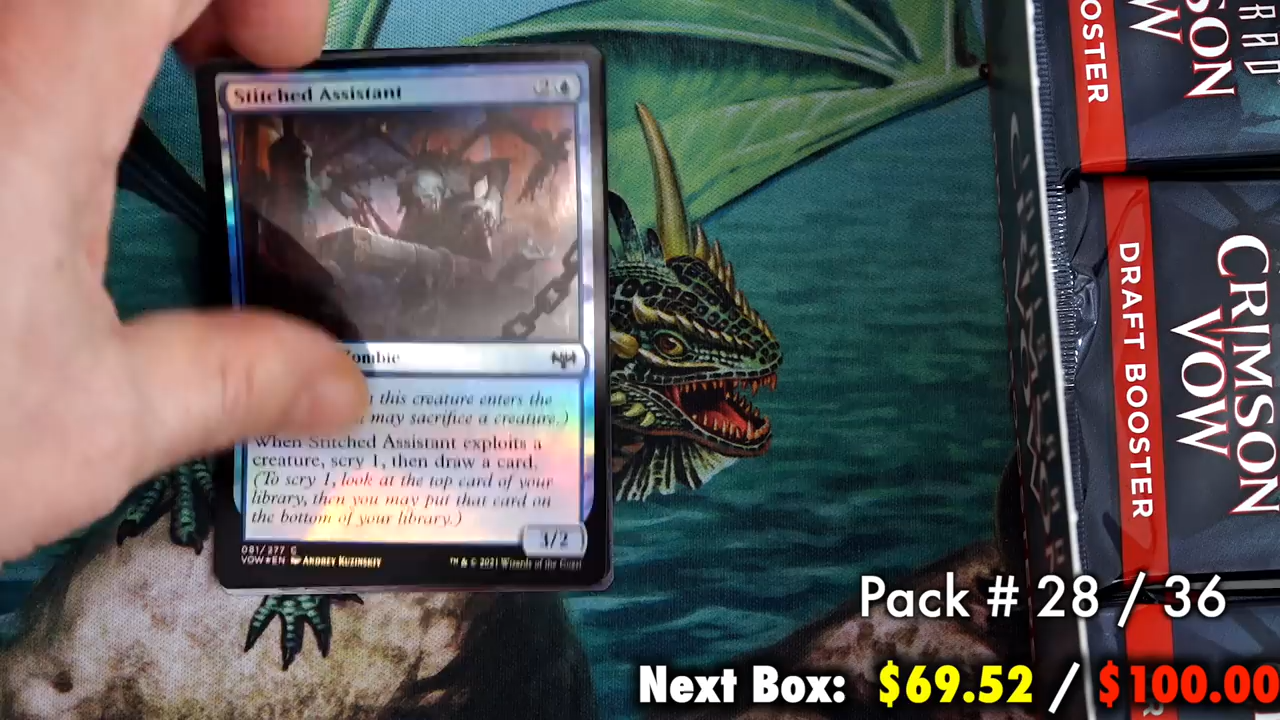 Stitched Assistant
Zombie
this creature enters the
may sacrifice a creature.)
When Stitched Assistant exploits a
creature, scry 1, then draw a card.
(To scry 1, look at the top card of your
library, then you may put that card on
the bottom of your library.)
3/2
081/277 C
VOW EN ANDREY KUZINSKIY
™ & © 2021 Wizards of the Coast
OSTER
DRAFT BOOSTER
CRIMSON
VOW
Pack # 28 / 36
Next Box: $69.52 / $100.00